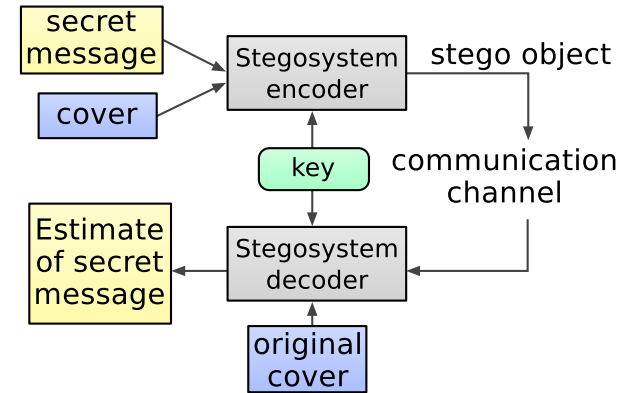 secret
message
Stegosystem
encoder
stego object
cover
key
communication
channel
Estimate
of secret
message
Stegosystem
decoder
original
cover